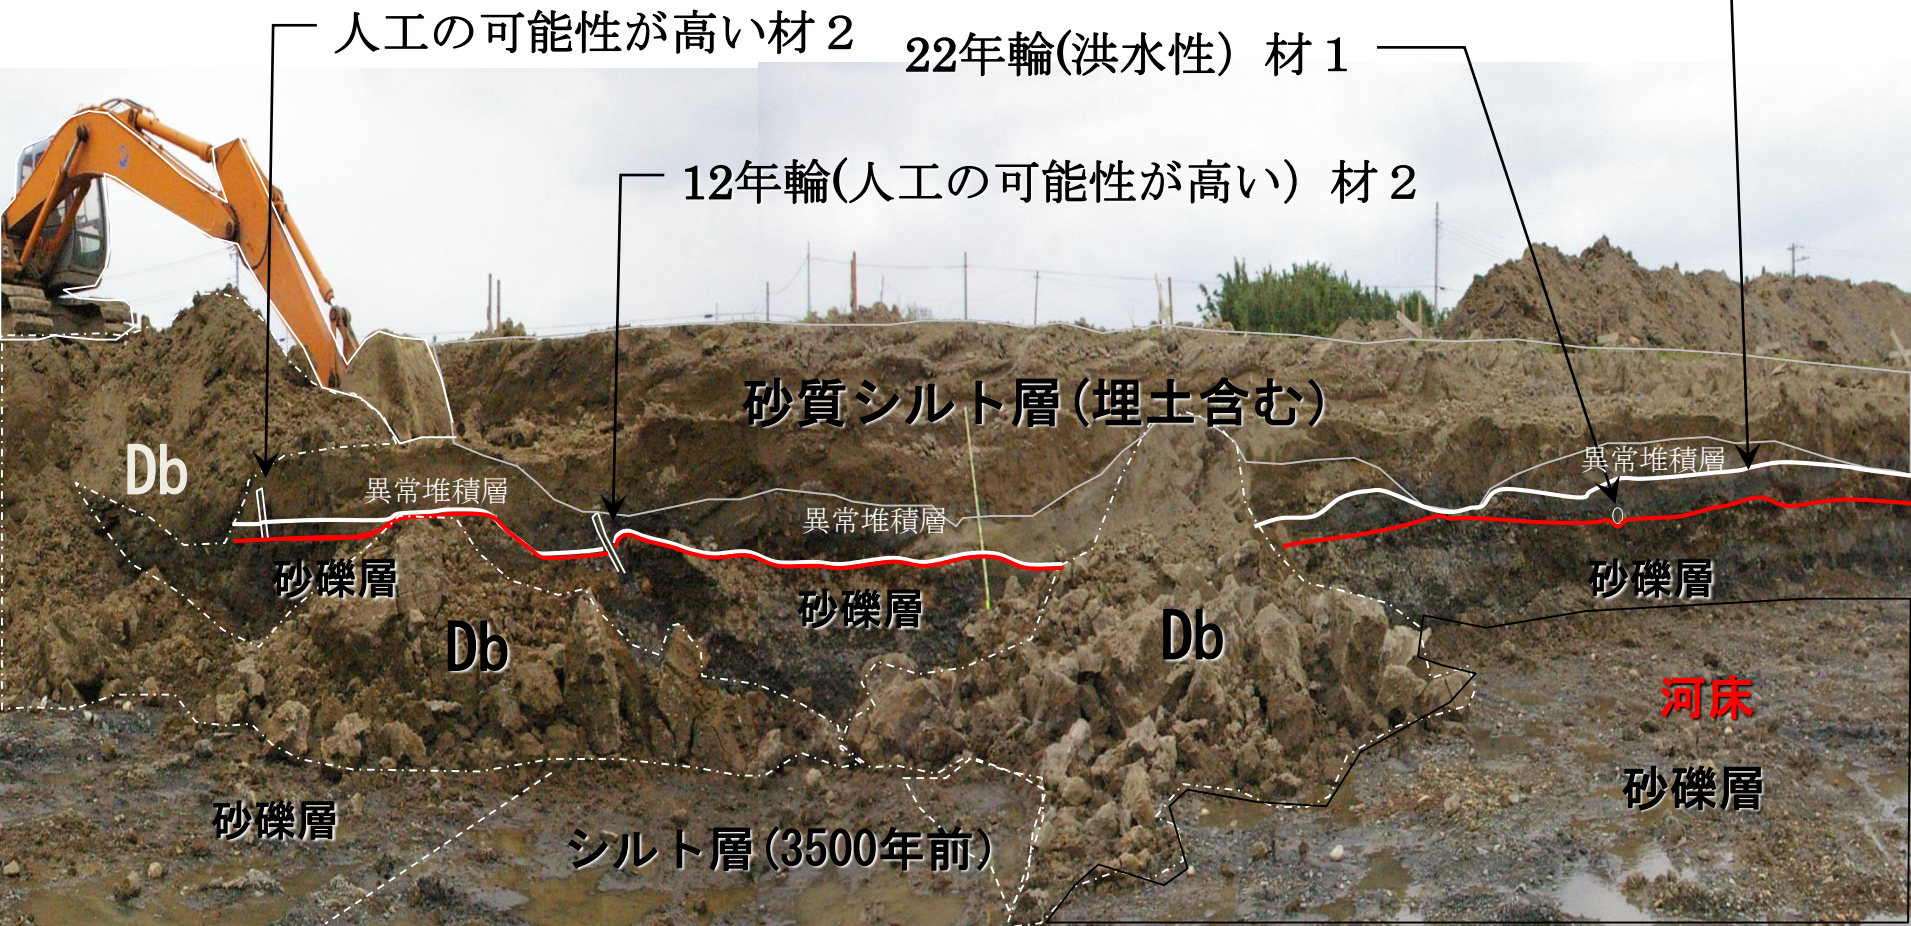 人工の可能性が高い材２
22年輪(洪水性）材１
12年輪(人工の可能性が高い）材２
砂質シルト層(埋土含む)
Db
異常堆積層
異常堆積層
異常堆積層
砂礫層
砂礫層
砂礫層
Db
Db
河床
砂礫層
砂礫層
シルト層(3500年前)